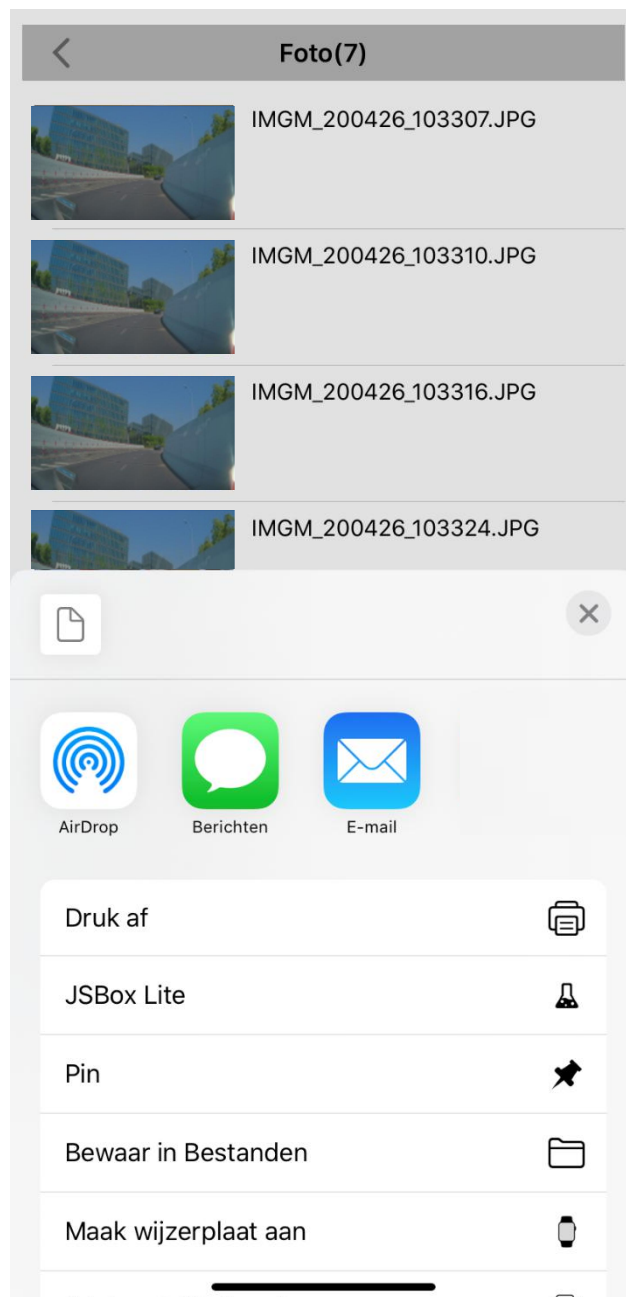 Foto(7)
IMGM_200426_103307.JPG
IMGM_200426_103310.JPG
IMGM_200426_103316.JPG
IMGM_200426_103324.JPG
AirDrop
Berichten
E-mail
Druk af
JSBox Lite
Pin
Bewaar in Bestanden
Maak wijzerplaat aan